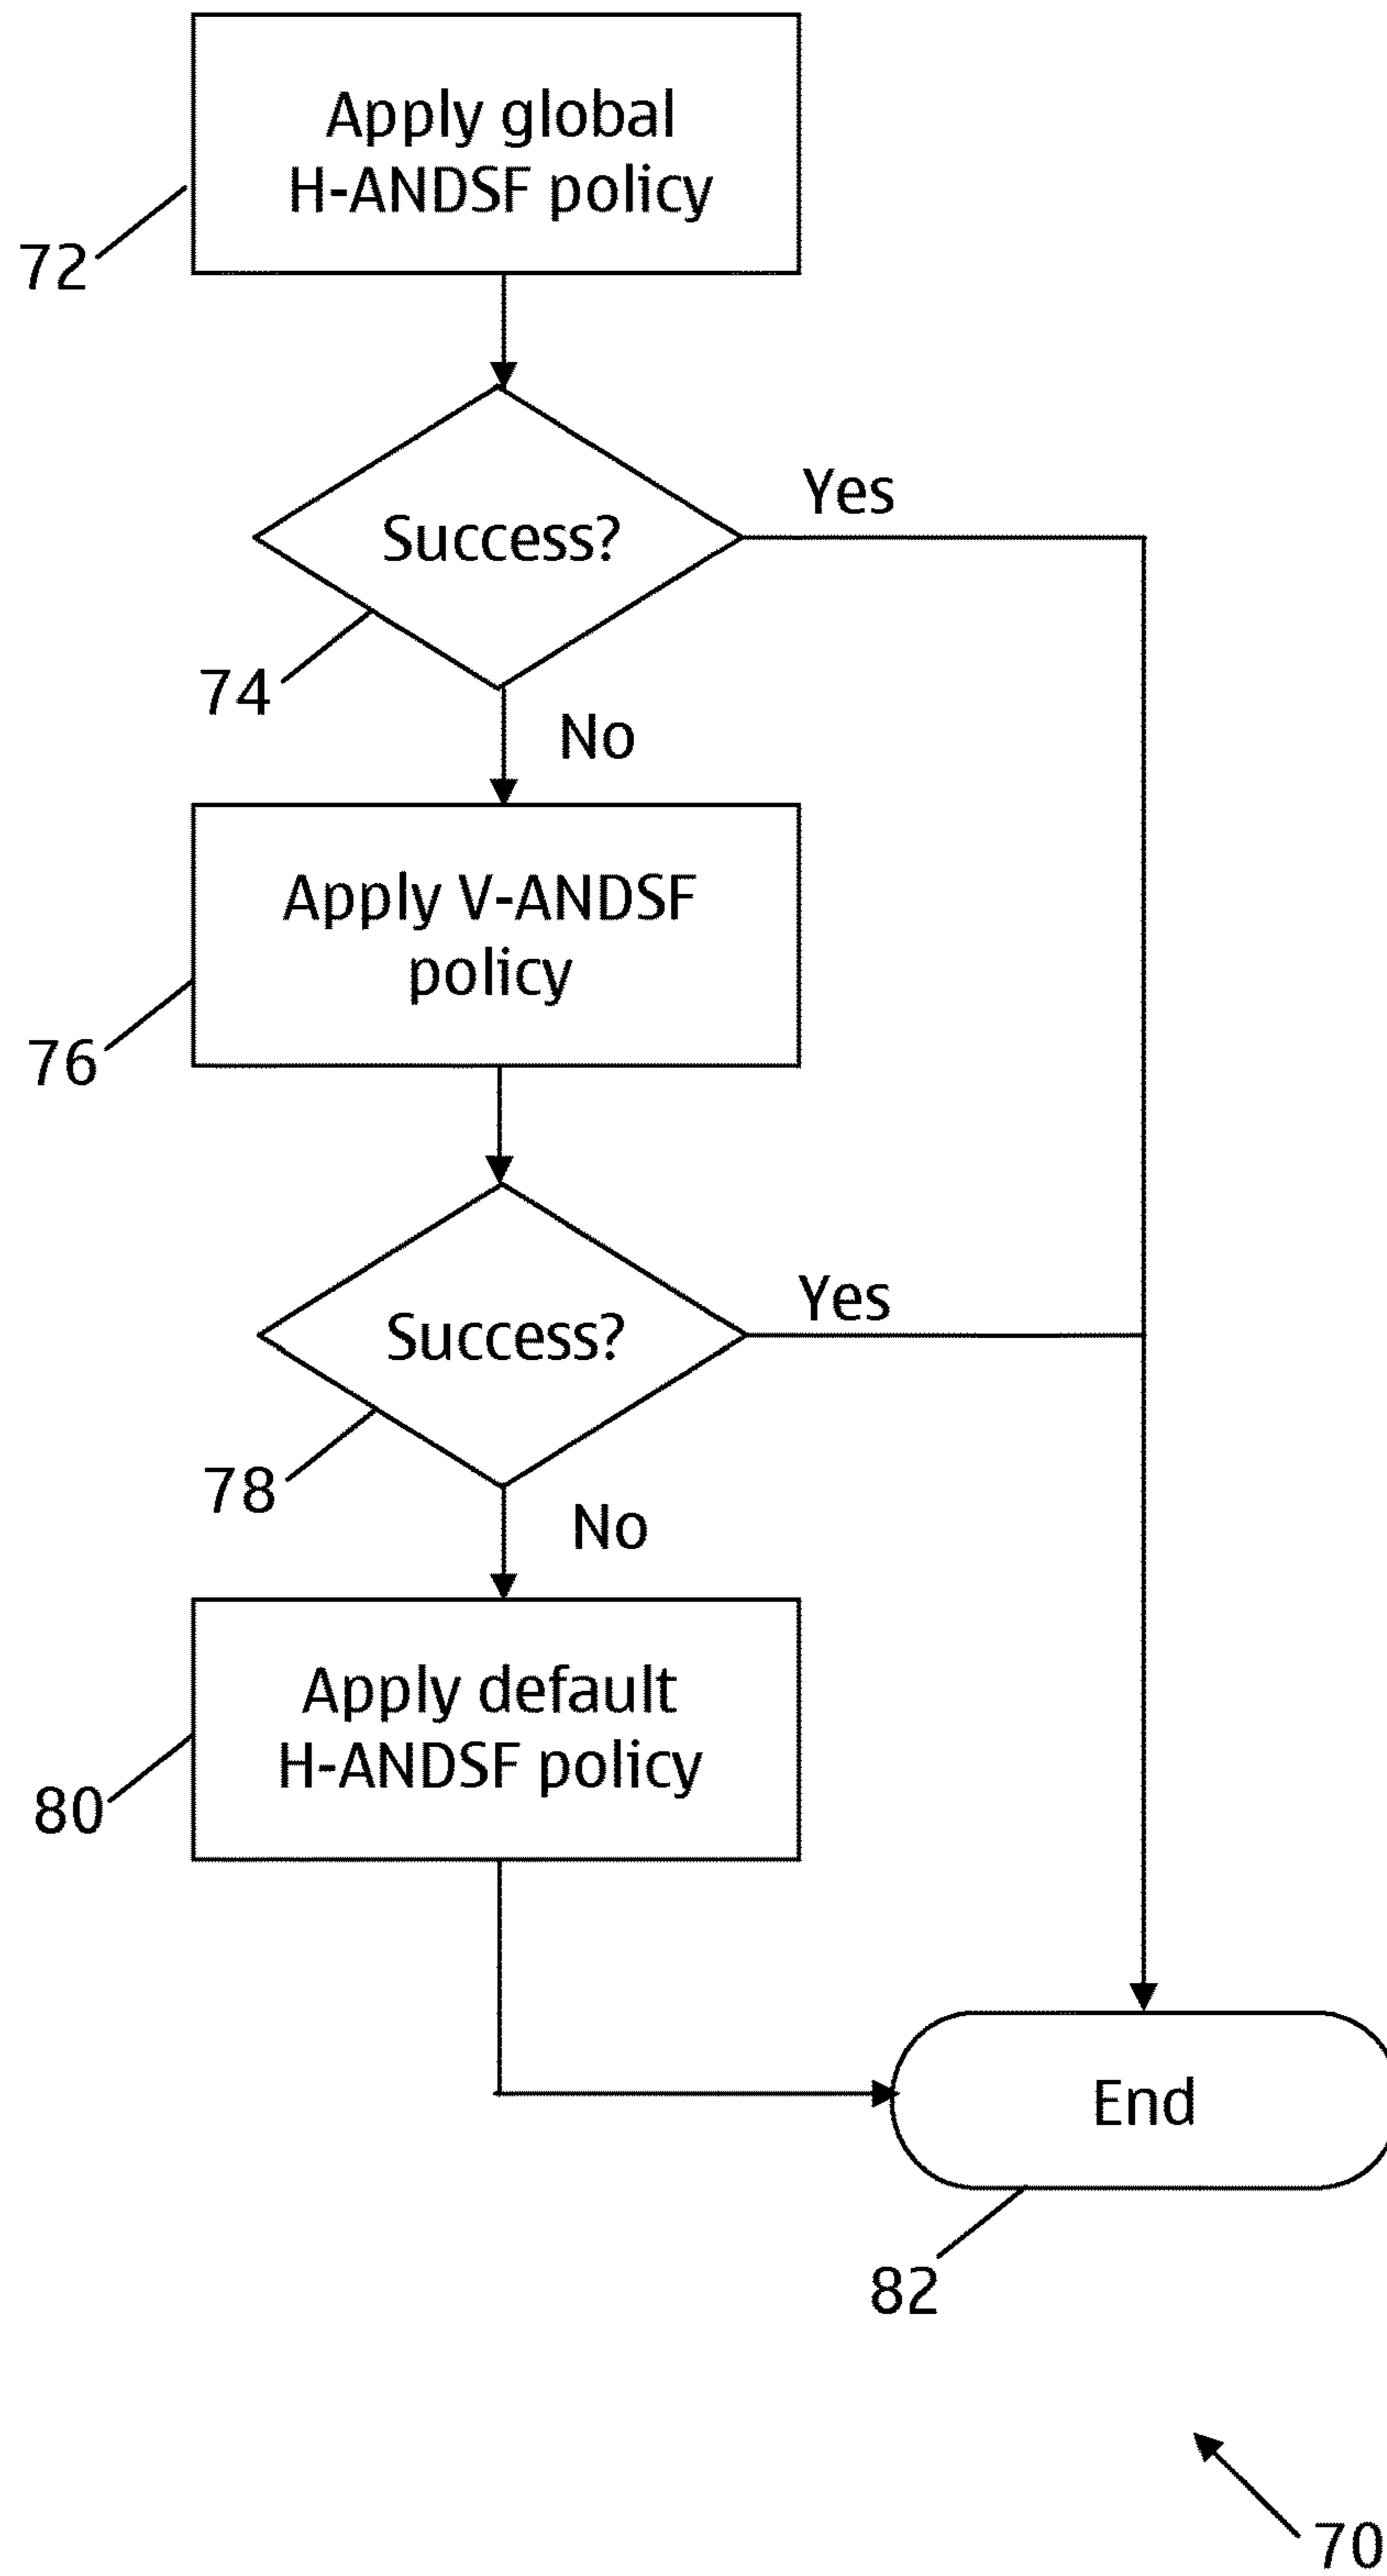 Apply global
H-ANDSF policy
72
Success?
Yes
74
No
Apply V-ANDSF
policy
76
Success?
Yes
78
No
Apply default
H-ANDSF policy
80
End
82
70